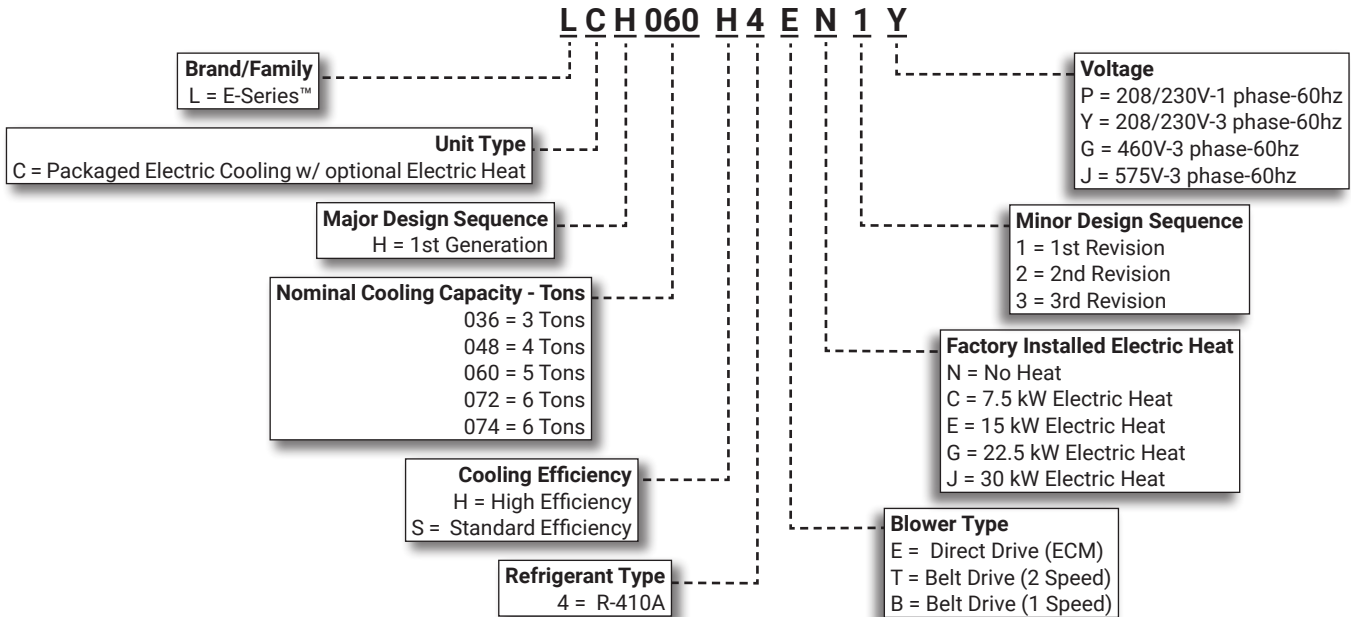 L C H 060 H 4 E N 1 Y
Brand/Family
L = E-Series™
Unit Type
C = Packaged Electric Cooling w/ optional Electric Heat
Major Design Sequence
H = 1st Generation
Nominal Cooling Capacity - Tons
036 = 3 Tons
048 = 4 Tons
060 = 5 Tons
072 = 6 Tons
074 = 6 Tons
Cooling Efficiency
H = High Efficiency
S = Standard Efficiency
Refrigerant Type
4 = R-410A
Voltage
P = 208/230V-1 phase-60hz
Y = 208/230V-3 phase-60hz
G = 460V-3 phase-60hz
J = 575V-3 phase-60hz
Minor Design Sequence
1 = 1st Revision
2 = 2nd Revision
3 = 3rd Revision
Factory Installed Electric Heat
N = No Heat
C = 7.5 kW Electric Heat
E = 15 kW Electric Heat
G = 22.5 kW Electric Heat
J = 30 kW Electric Heat
Blower Type
E = Direct Drive (ECM)
T = Belt Drive (2 Speed)
B = Belt Drive (1 Speed)